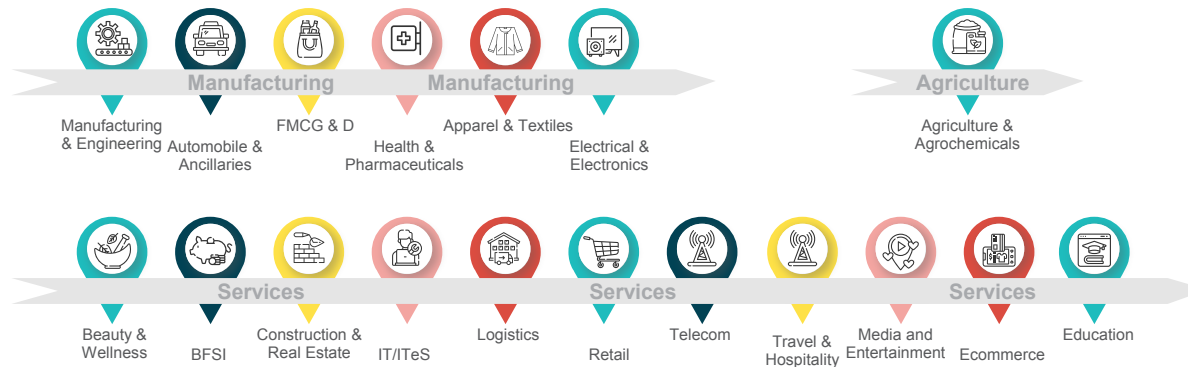 Manufacturing
Manufacturing
Agriculture
Manufacturing
& Engineering
Automobile &
Ancillaries
FMCG & D
Health &
Pharmaceuticals
Apparel & Textiles
Electrical &
Electronics
Agriculture &
Agrochemicals
Services
Services
Services
Beauty &
Wellness
BFSI
Construction &
Real Estate
IT/ITeS
Logistics
Retail
Telecom
Travel &
Hospitality
Media and
Entertainment
Ecommerce
Education